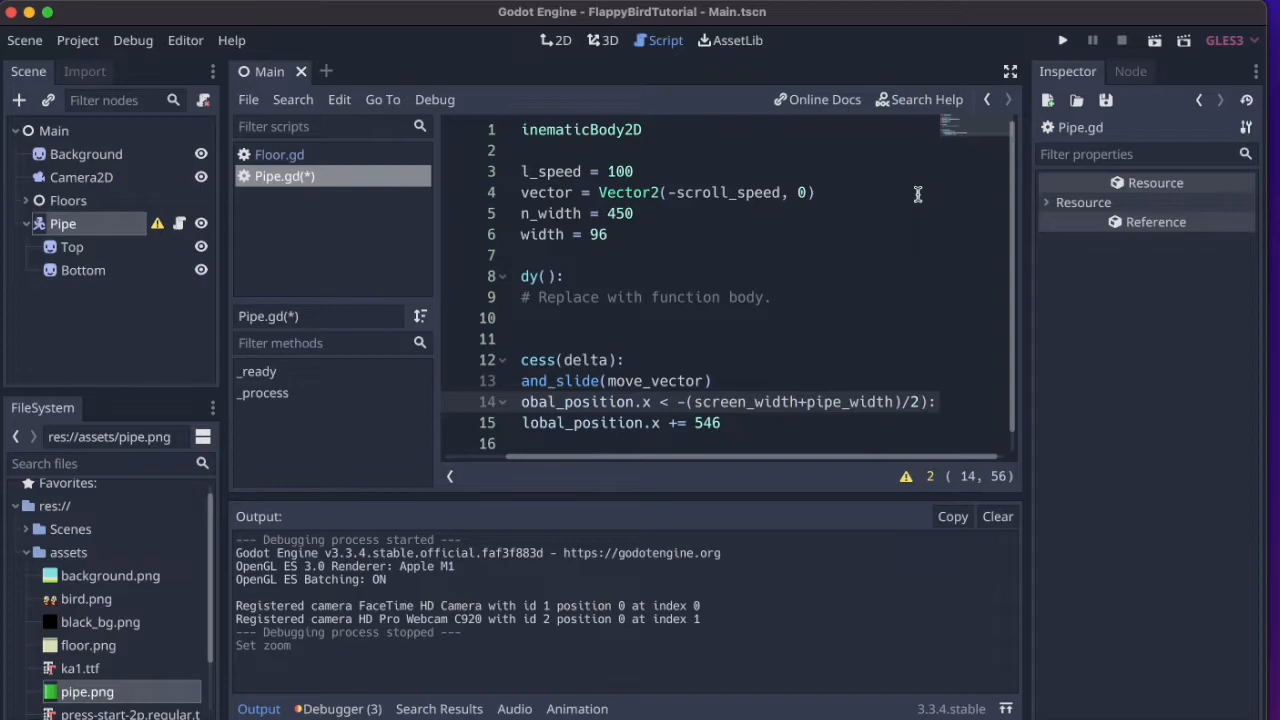 Godot Engine - FlappyBirdTutorial - Main.tscn
Scene Project Debug Editor Help
2D 3D Script AssetLib
GLES3
Scene Import
Main
Inspector Node
Filter nodes
File Search Edit Go To Debug
Online Docs Search Help
Main
Background
Camera2D
Floors
Pipe
Top
Bottom
Filter scripts
Floor.gd
Pipe.gd(*)
Pipe.gd(*)
Filter methods
_ready
_process
1 inematicBody2D
2
3 l_speed = 100
4 vector = Vector2(-scroll_speed, 0)
5 n_width = 450
6 width = 96
7
8 dy():
9 # Replace with function body.
10
11
12 cess(delta):
13 and_slide(move_vector)
14 obal_position.x < -(screen_width+pipe_width)/2):
15 lobal_position.x += 546
16
2 ( 14, 56)
Pipe.gd
Filter properties
Resource
Resource
Reference
FileSystem
res://assets/pipe.png
Search files
Favorites:
res://
Scenes
assets
background.png
bird.png
black_bg.png
floor.png
ka1.ttf
pipe.png
press-start-2p.regular.t
Output:
Copy Clear
--- Debugging process started ---
Godot Engine v3.3.4.stable.official.faf3f883d - https://godotengine.org
OpenGL ES 3.0 Renderer: Apple M1
OpenGL ES Batching: ON
Registered camera FaceTime HD Camera with id 1 position 0 at index 0
Registered camera HD Pro Webcam C920 with id 2 position 0 at index 1
--- Debugging process stopped ---
Set zoom
Output Debugger (3) Search Results Audio Animation
3.3.4.stable